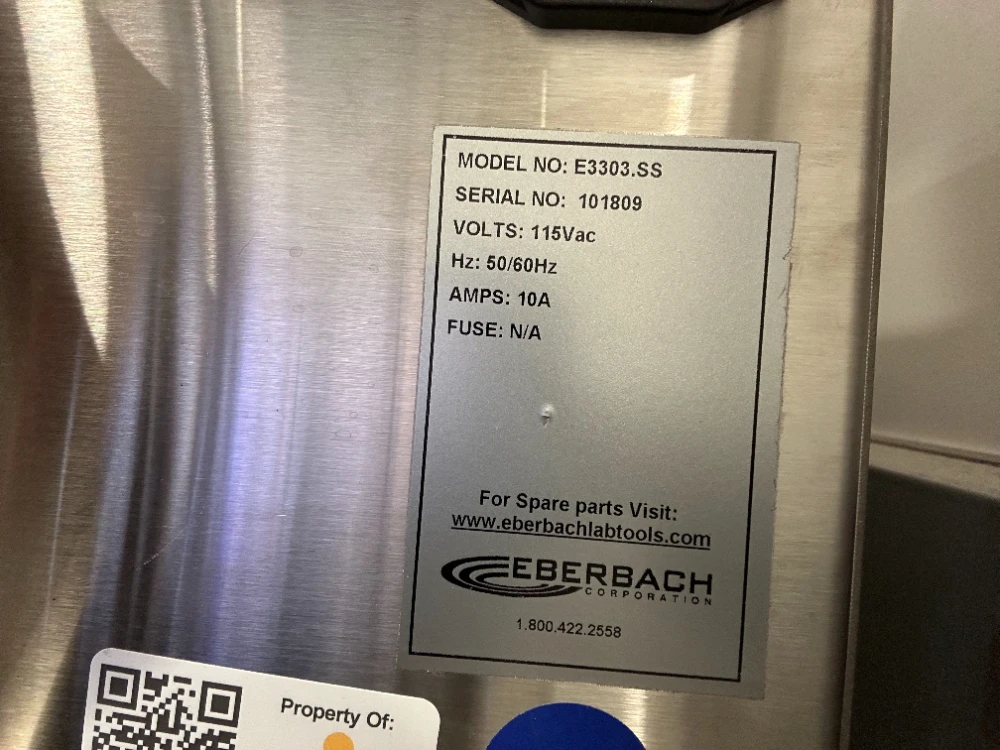 MODEL NO: E3303.SS
SERIAL NO: 101809
VOLTS: 115Vac
Hz: 50/60Hz
AMPS: 10A
FUSE: N/A
For Spare parts Visit:
www.eberbachlabtools.com
EBERBACH
CORPORATION
1.800.422.2558
Property Of: